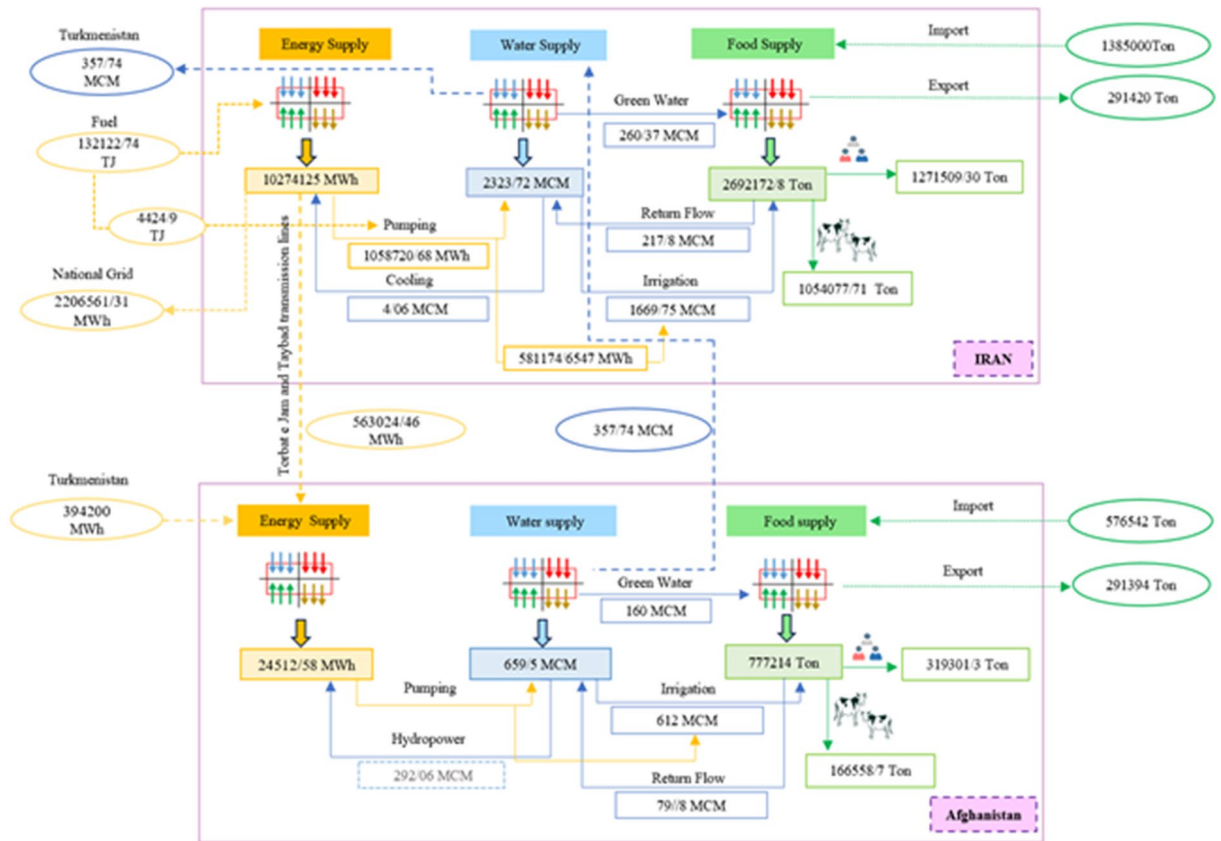 Turkmenistan
357/74
MCM
Energy Supply
Water Supply
Food Supply
Import
1385000Ton
Export
291420 Ton
Green Water
260/37 MCM
Fuel
132122/74
TJ
10274125 MWh
2323/72 MCM
2692172/8 Ton
1271509/30 Ton
4424/9
TJ
Pumping
1058720/68 MWh
Return Flow
217/8 MCM
National Grid
2206561/31
MWh
Cooling
4/06 MCM
Irrigation
1669/75 MCM
1054077/71 Ton
581174/6547 MWh
IRAN
Torbat e Jam and Taybad transmission lines
563024/46
MWh
357/74 MCM
Turkmenistan
394200
MWh
Energy Supply
Water supply
Food supply
Import
576542 Ton
Export
291394 Ton
Green Water
160 MCM
24512/58 MWh
659/5 MCM
777214 Ton
319301/3 Ton
Pumping
Irrigation
612 MCM
Hydropower
292/06 MCM
Return Flow
79//8 MCM
166558/7 Ton
Afghanistan